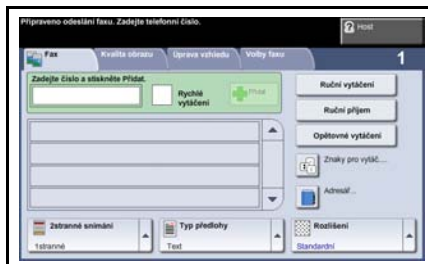 Připraveno odeslání faxu. Zadejte telefonní číslo.
Host
Fax
Kvalita obrazu
Úprava vzhledu
Volby faxu
1
Zadejte číslo a stiskněte Přidat.
Rychlé
vytáčení
Přidat
Ruční vytáčení
Ruční příjem
Opětovné vytáčení
Znaky pro vytáč....
Adresář...
2stranné snímání
1stranné
Typ předlohy
Text
Rozlišení
Standardní